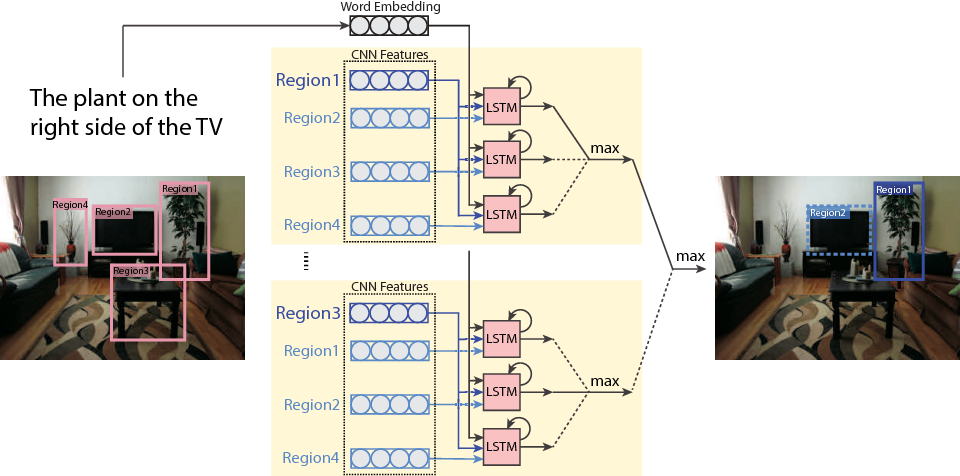 Word Embedding
The plant on the
right side of the TV
CNN Features
Region1
Region2
Region3
Region4
LSTM
LSTM
LSTM
max
Region1
Region4
Region2
Region3
max
Region1
Region2
CNN Features
Region3
Region1
Region2
Region4
LSTM
LSTM
LSTM
max